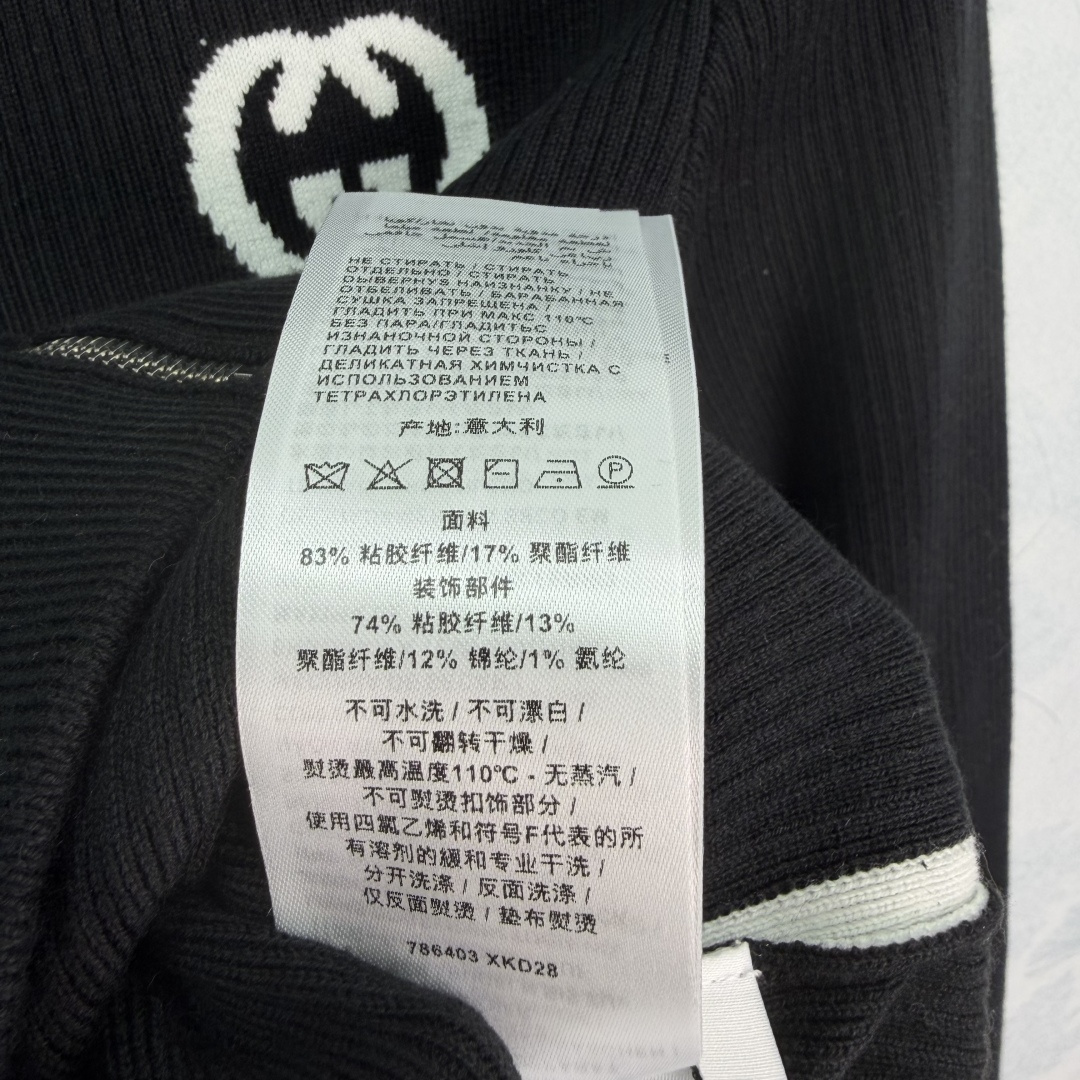 НЕ СТИРАТЬ / СТИРАТЬ
ОТДЕЛЬНО / СТИРАТЬ
ОЫВЕРНУS НАИЗНАНКУ / НЕ
ОТБЕЛИВАТЬ / БАРАБАННАЯ
СУШКА ЗАПРЕЩЕНА /
ГЛАДИТЬ ПРИ МАКС 110°C
БЕЗ ПАРА/ГЛАДИТЬС
ИЗНАНОЧНОЙ СТОРОНЫ /
ГЛАДИТЬ ЧЕРЕЗ ТКАНЬ /
ДЕЛИКАТНАЯ ХИМЧИСТКА С
ИСПОЛЬЗОВАНИЕМ
ТЕТРАХЛОРЭТИЛЕНА
产地:意大利
P
面料
83% 粘胶纤维/17% 聚酯纤维
装饰部件
74% 粘胶纤维/13%
聚酯纤维/12% 锦纶/1% 氨纶
不可水洗 / 不可漂白 /
不可翻转干燥 /
熨烫最高温度110℃ - 无蒸汽 /
不可熨烫扣饰部分 /
使用四氯乙烯和符号F代表的所
有溶剂的緩和专业干洗 /
分开洗涤 / 反面洗涤 /
仅反面熨烫 / 垫布熨烫
786403 XKD28